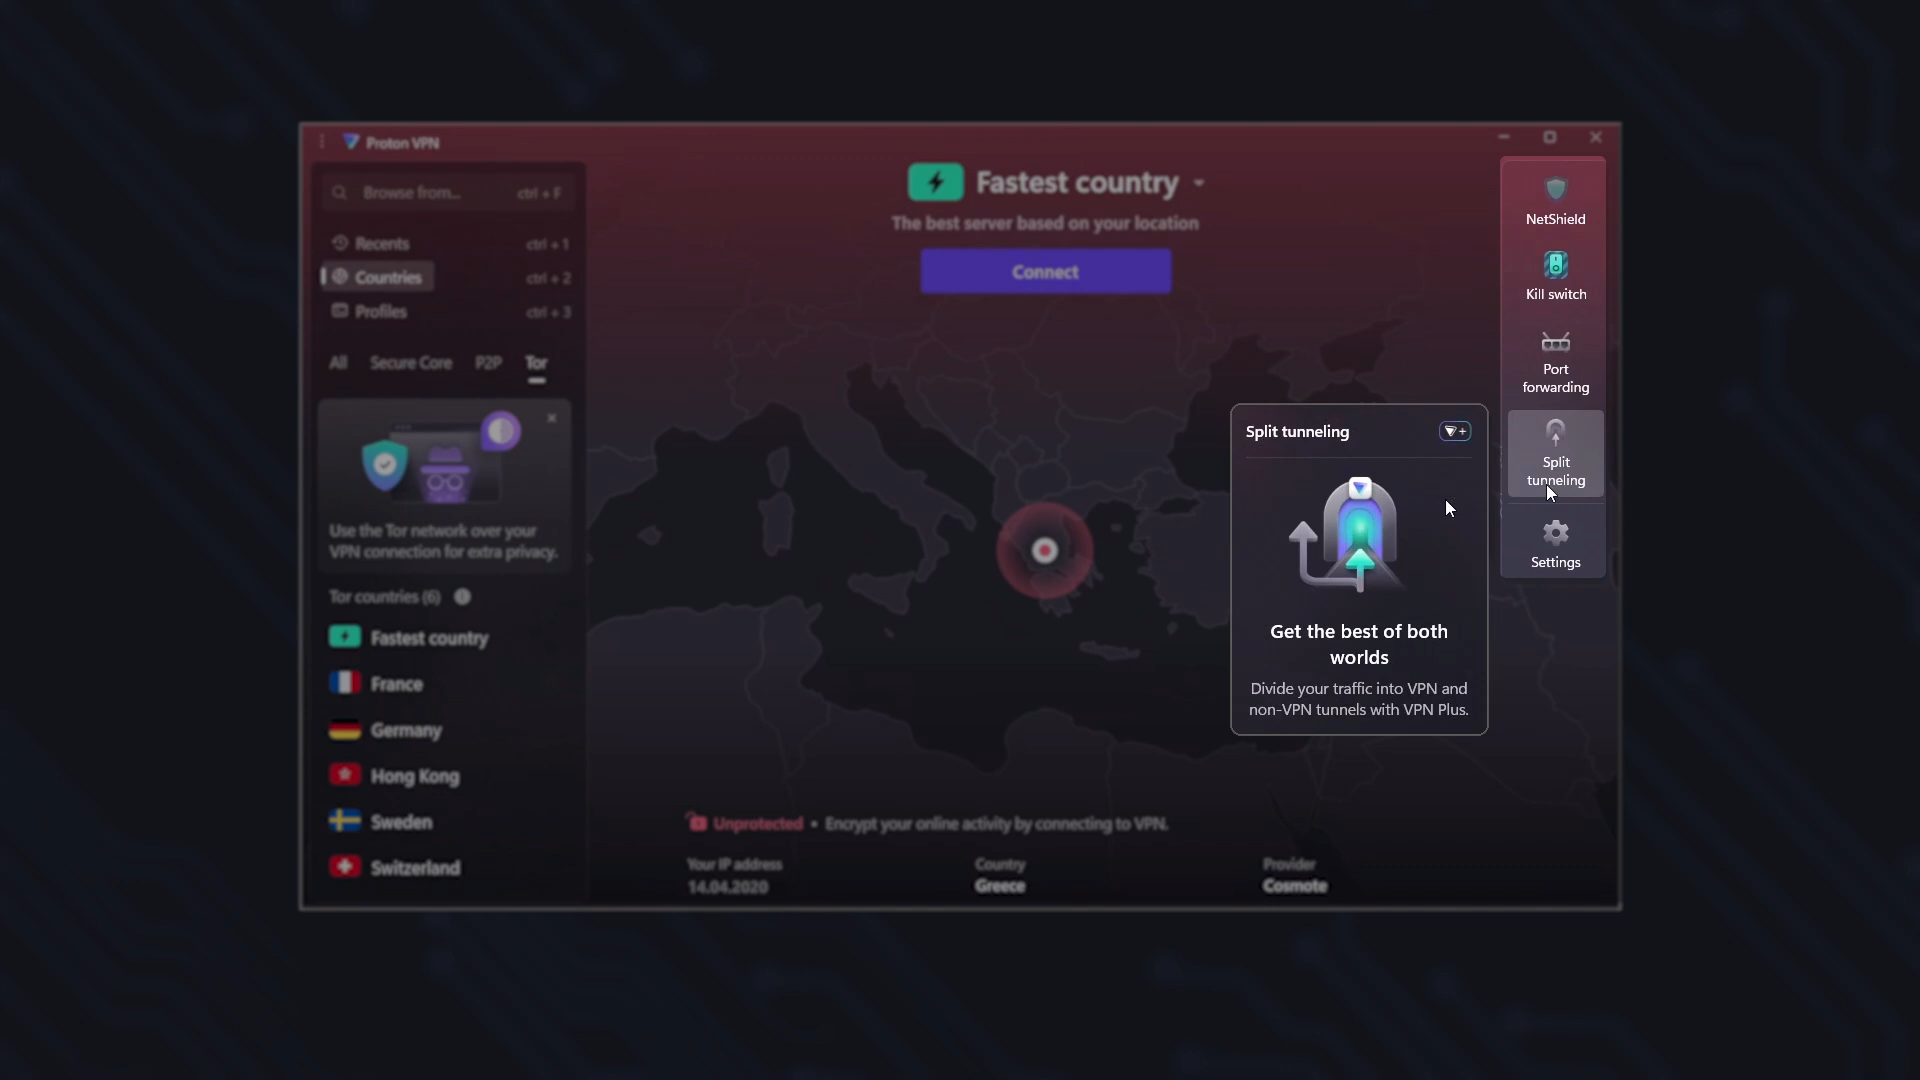 Proton VPN
Browse from... ctrl + F
Recents ctrl + 1
Countries ctrl + 2
Profiles ctrl + 3
All Secure Core P2P Tor
Use the Tor network over your
VPN connection for extra privacy.
Tor countries (6)
Fastest country
France
Germany
Hong Kong
Sweden
Switzerland
Fastest country
The best server based on your location
Connect
Unprotected • Encrypt your online activity by connecting to VPN.
Your IP address
14.04.2020
Country
Greece
Provider
Cosmote
Split tunneling
+
Get the best of both
worlds
Divide your traffic into VPN and
non-VPN tunnels with VPN Plus.
NetShield
Kill switch
Port
forwarding
Split
tunneling
Settings